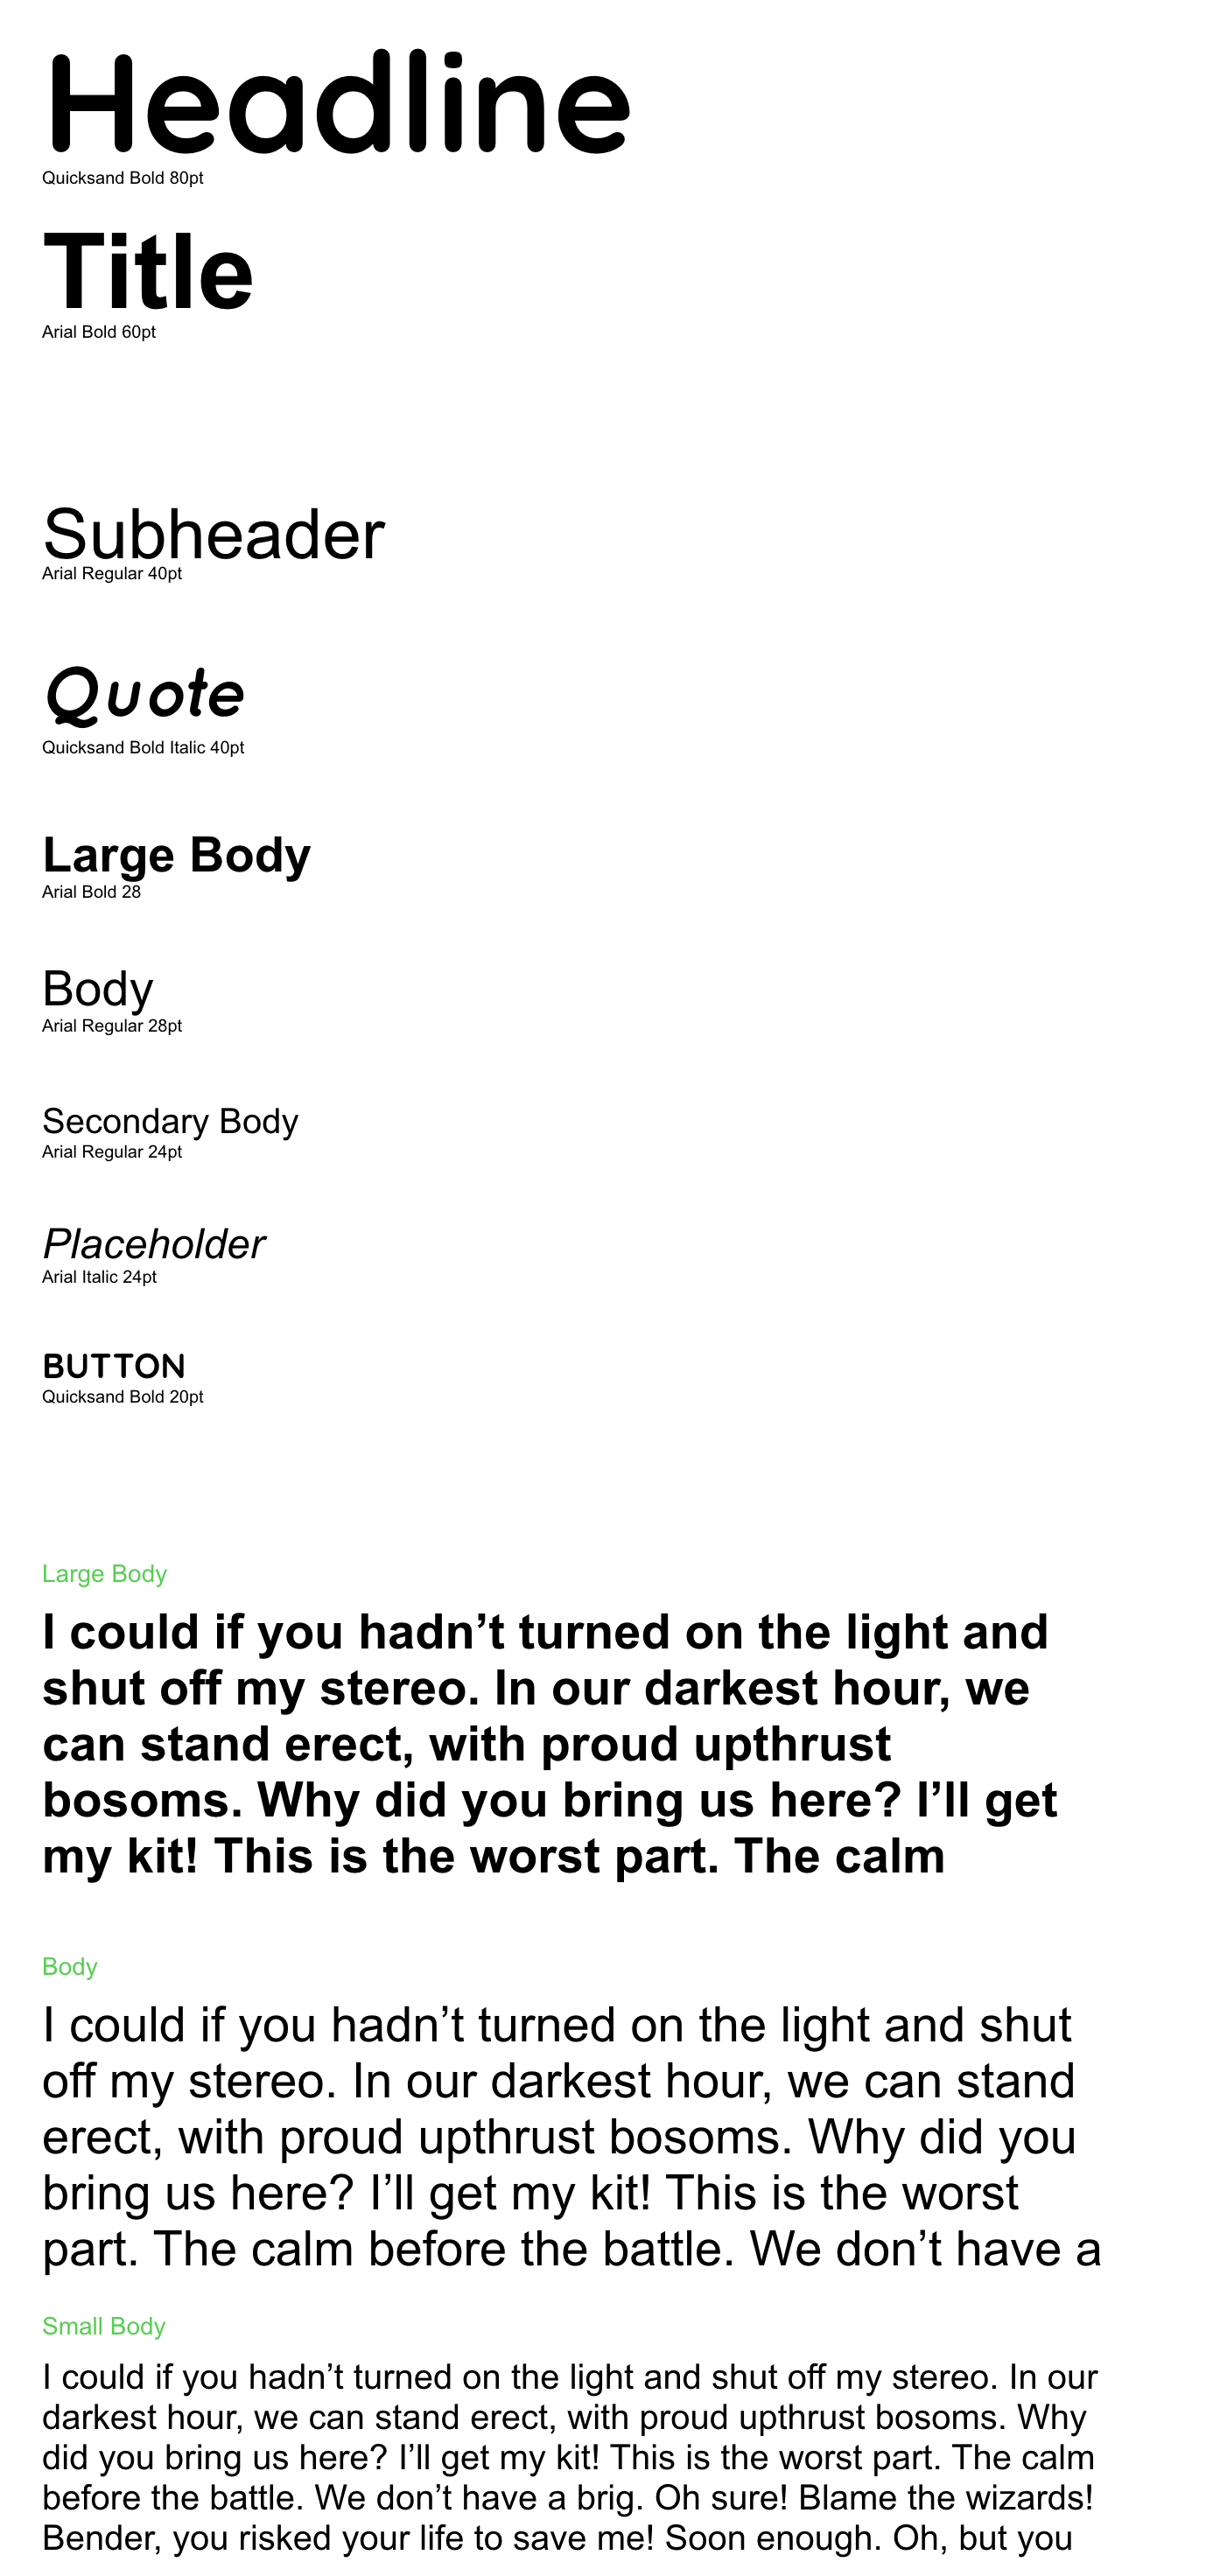 Headline
Quicksand Bold 80pt
Title
Arial Bold 60pt
Subheader
Arial Regular 40pt
Quote
Quicksand Bold Italic 40pt
Large Body
Arial Bold 28
Body
Arial Regular 28pt
Secondary Body
Arial Regular 24pt
Placeholder
Arial Italic 24pt
BUTTON
Quicksand Bold 20pt
Large Body
I could if you hadn’t turned on the light and
shut off my stereo. In our darkest hour, we
can stand erect, with proud upthrust
bosoms. Why did you bring us here? I’ll get
my kit! This is the worst part. The calm
Body
I could if you hadn’t turned on the light and shut
off my stereo. In our darkest hour, we can stand
erect, with proud upthrust bosoms. Why did you
bring us here? I’ll get my kit! This is the worst
part. The calm before the battle. We don’t have a
Small Body
I could if you hadn’t turned on the light and shut off my stereo. In our
darkest hour, we can stand erect, with proud upthrust bosoms. Why
did you bring us here? I’ll get my kit! This is the worst part. The calm
before the battle. We don’t have a brig. Oh sure! Blame the wizards!
Bender, you risked your life to save me! Soon enough. Oh, but you